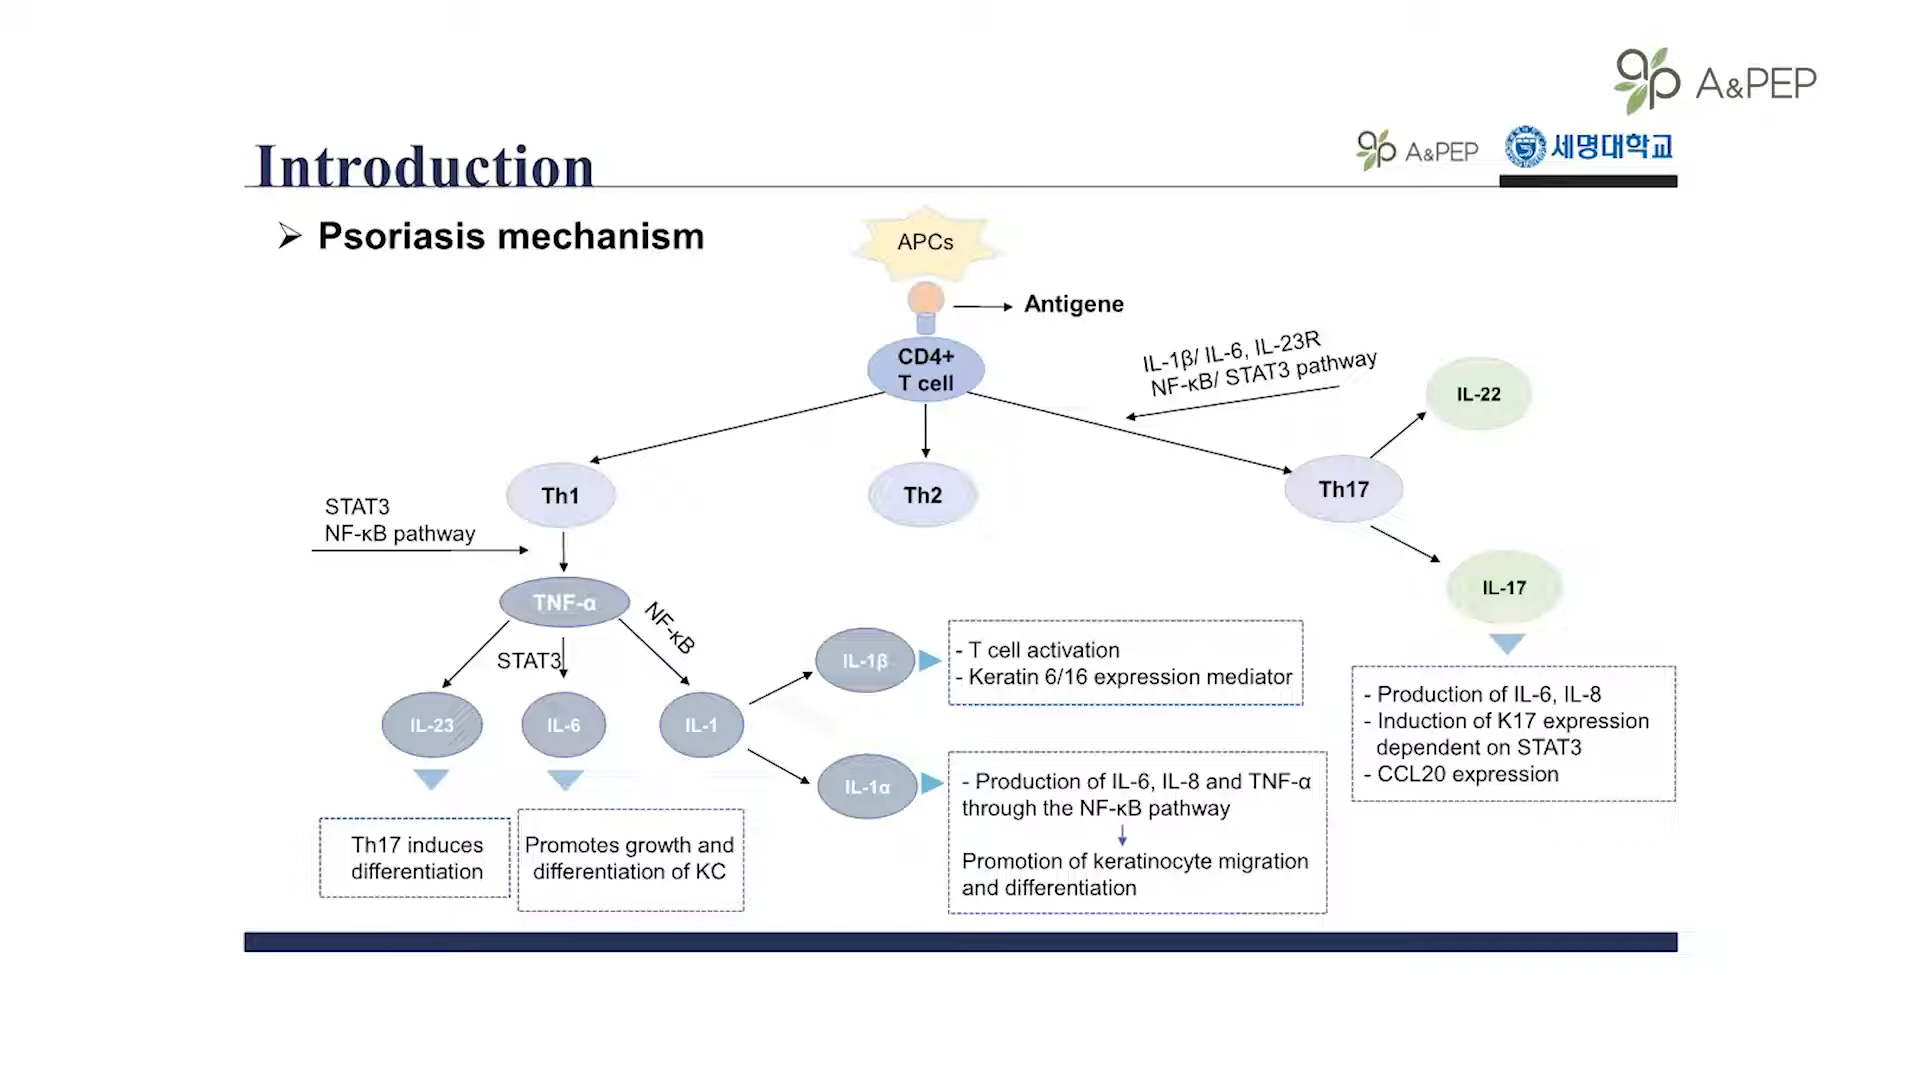 A&PEP
Introduction
A&PEP
세명대학교
➢ Psoriasis mechanism
APCs
Antigene
CD4+
T cell
IL-1β/ IL-6, IL-23R
NF-κB/ STAT3 pathway
IL-22
Th1
Th2
Th17
STAT3
NF-κB pathway
IL-17
TNF-α
NF-κB
STAT3
IL-23
IL-6
IL-1
IL-1β
- T cell activation
- Keratin 6/16 expression mediator
- Production of IL-6, IL-8
- Induction of K17 expression
dependent on STAT3
- CCL20 expression
IL-1α
- Production of IL-6, IL-8 and TNF-α
through the NF-κB pathway
Promotion of keratinocyte migration
and differentiation
Th17 induces
differentiation
Promotes growth and
differentiation of KC